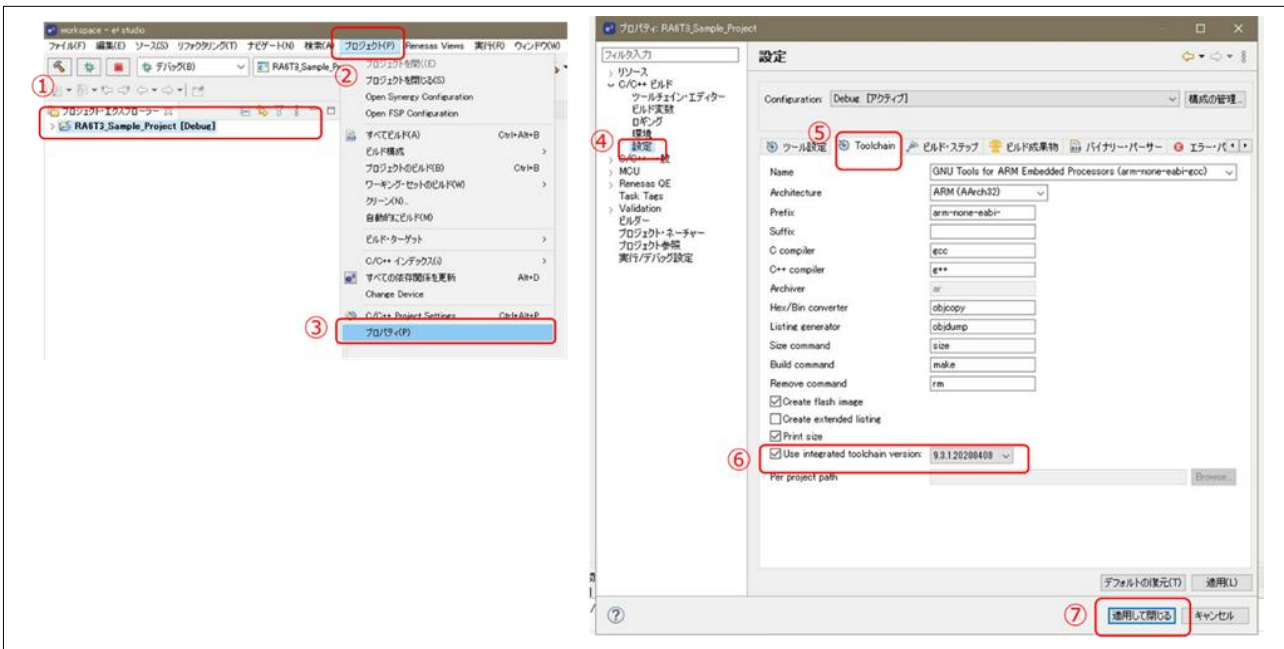 workspace - e² studio
ファイル(F) 編集(E) ソース(S) リファクタリング(T) ナビゲート(N) 検索(A) プロジェクト(P) Renesas Views 実行(R) ウィンドウ(W)
デバッグ(B)
RA6T3_Sample_P
①
②
プロジェクト・エクスプローラー
RA6T3_Sample_Project [Debug]
プロジェクトを開く(E)
プロジェクトを閉じる(S)
Open Synergy Configuration
Open FSP Configuration
すべてビルド(A) Ctrl+Alt+B
ビルド構成
プロジェクトのビルド(B) Ctrl+B
ワーキング・セットのビルド(W)
クリーン(N)...
自動的にビルド(M)
ビルド・ターゲット
C/C++ インデックス(i)
すべての依存関係を更新 Alt+D
Change Device
C/C++ Project Settings Ctrl+Alt+P
③
プロパティ(P)
プロパティ: RA6T3_Sample_Project
フィルタ入力
リソース
C/C++ ビルド
ツールチェイン・エディター
ビルド変数
ロギング
環境
④
設定
C/C++ 一般
MCU
Renesas QE
Task Tags
Validation
ビルダー
プロジェクト・ネーチャー
プロジェクト参照
実行/デバッグ設定
設定
Configuration: Debug [アクティブ] 構成の管理...
⑤
ツール設定 Toolchain ビルド・ステップ ビルド成果物 バイナリー・パーサー エラー・パ
Name GNU Tools for ARM Embedded Processors (arm-none-eabi-gcc)
Architecture ARM (AArch32)
Prefix arm-none-eabi-
Suffix
C compiler gcc
C++ compiler g++
Archiver ar
Hex/Bin converter objcopy
Listing generator objdump
Size command size
Build command make
Remove command rm
Create flash image
Create extended listing
Print size
⑥
Use integrated toolchain version: 9.3.1.20200408
Per project path Browse...
デフォルトの復元(T) 適用(L)
⑦
適用して閉じる キャンセル